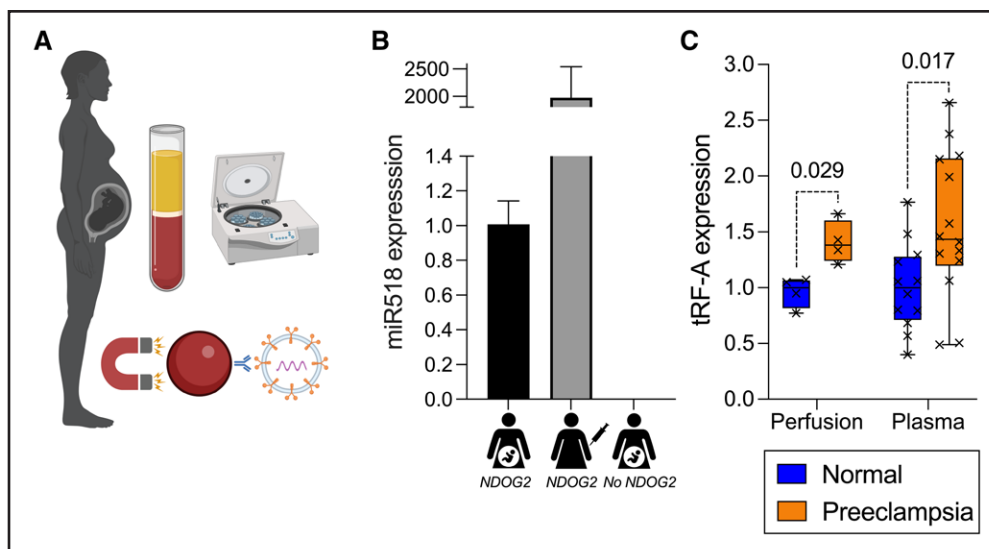 A
B
2500
2000
1.4
1.2
1.0
0.8
0.6
0.4
0.2
0.0
miR518 expresssion
NDOG2 NDOG2 No NDOG2
C
3.0
2.5
2.0
1.5
1.0
0.5
0.0
tRF-A expression
0.029
0.017
Perfusion Plasma
Normal
Preeclampsia